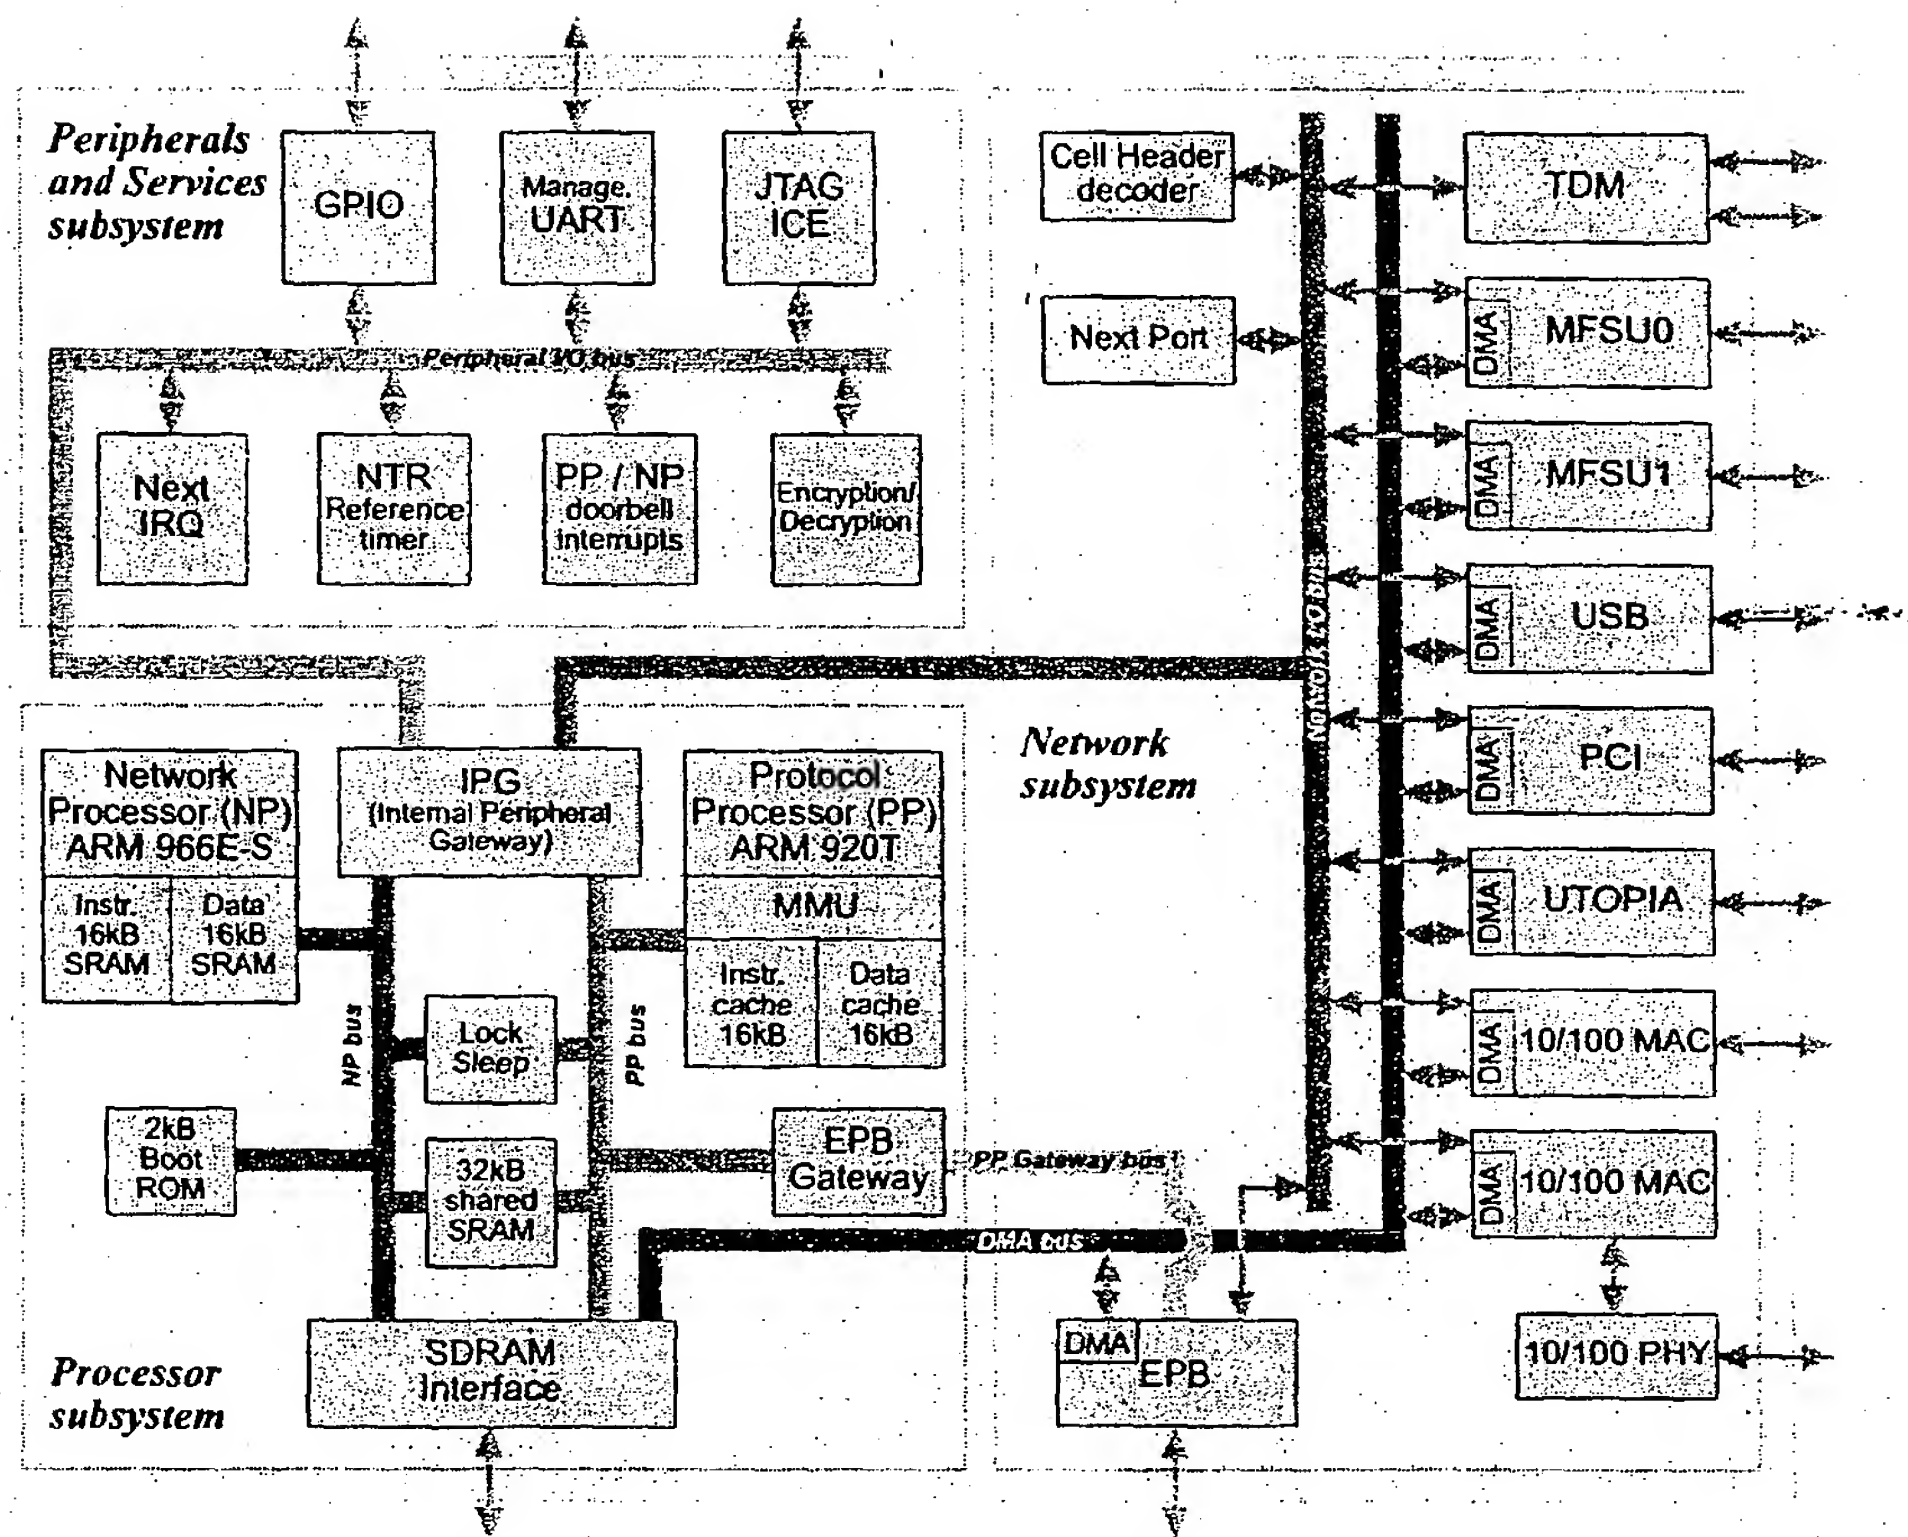 Peripherals
and Services
subsystem
GPIO
Manage.
UART
JTAG
ICE
Peripheral I/O bus
Next
IRQ
NTR
Reference
timer
PP / NP
doorbell
interrupts
Encryption/
Decryption
Cell Header
decoder
Next Port
TDM
DMA
MFSU0
DMA
MFSU1
DMA
USB
DMA
PCI
DMA
UTOPIA
DMA
10/100 MAC
DMA
10/100 MAC
10/100 PHY
Network I/O bus
Network
subsystem
Network
Processor (NP)
ARM 966E-S
Instr.
16kB
SRAM
Data
16kB
SRAM
IPG
(Internal Peripheral
Gateway)
Protocol
Processor (PP)
ARM 920T
MMU
Instr.
cache
16kB
Data
cache
16kB
NP bus
Lock
Sleep
PP bus
2kB
Boot
ROM
32kB
shared
SRAM
EPB
Gateway
PP Gateway bus
DMA bus
SDRAM
Interface
DMA
EPB
Processor
subsystem